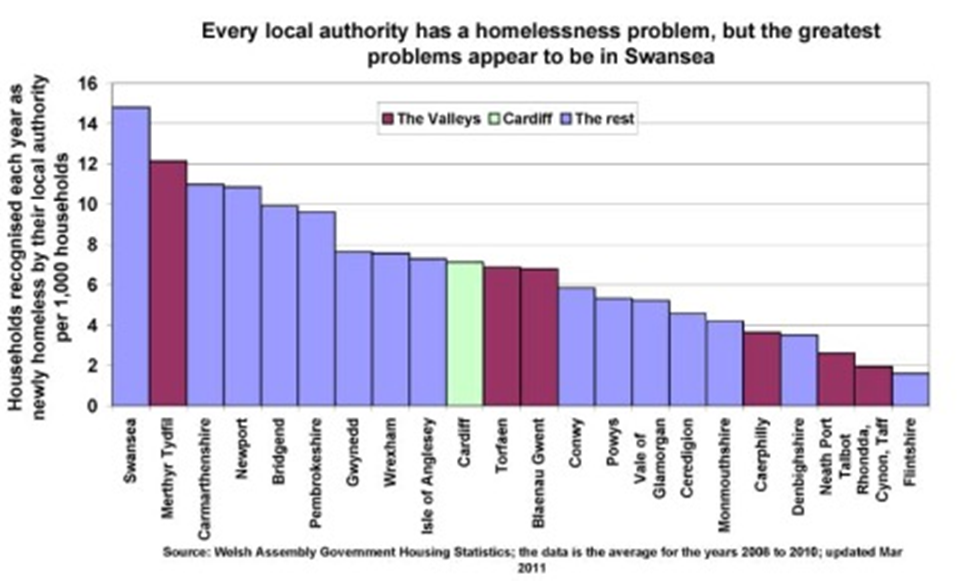 Every local authority has a homelessness problem, but the greatest
problems appear to be in Swansea
Households recognised each year as
newly homeless by their local authority
per 1,000 households
16
14
12
10
8
6
4
2
0
The Valleys Cardiff The rest
Swansea
Merthyr Tydfil
Carmarthenshire
Newport
Bridgend
Pembrokeshire
Gwynedd
Wrexham
Isle of Anglesey
Cardiff
Torfaen
Blaenau Gwent
Conwy
Powys
Vale of
Glamorgan
Ceredigion
Monmouthshire
Caerphilly
Denbighshire
Neath Port
Talbot
Rhondda,
Cynon, Taff
Flintshire
Source: Welsh Assembly Government Housing Statistics; the data is the average for the years 2008 to 2010; updated Mar
2011